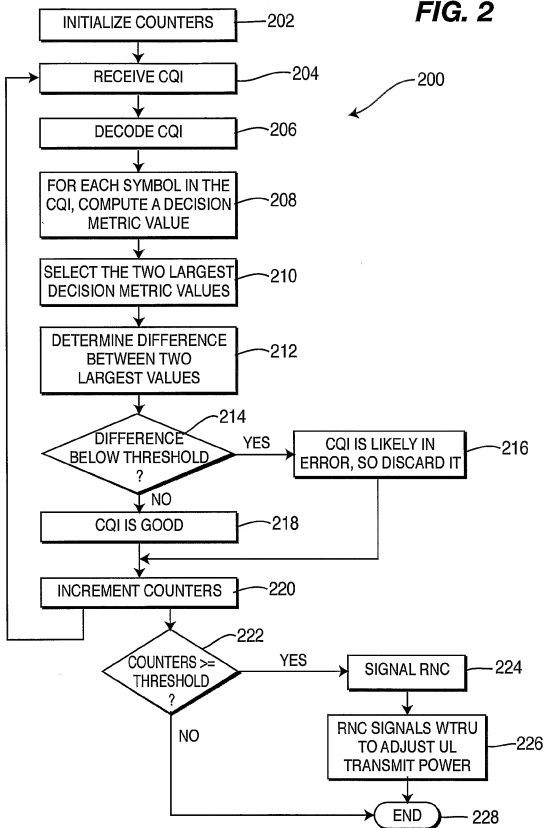 FIG. 2
INITIALIZE COUNTERS
202
RECEIVE CQI
204
200
DECODE CQI
206
FOR EACH SYMBOL IN THE
CQI, COMPUTE A DECISION
METRIC VALUE
208
SELECT THE TWO LARGEST
DECISION METRIC VALUES
210
DETERMINE DIFFERENCE
BETWEEN TWO
LARGEST VALUES
212
214
DIFFERENCE
BELOW THRESHOLD
?
YES
CQI IS LIKELY IN
ERROR, SO DISCARD IT
216
NO
CQI IS GOOD
218
INCREMENT COUNTERS
220
222
COUNTERS >=
THRESHOLD
?
YES
SIGNAL RNC
224
NO
RNC SIGNALS WTRU
TO ADJUST UL
TRANSMIT POWER
226
END
228